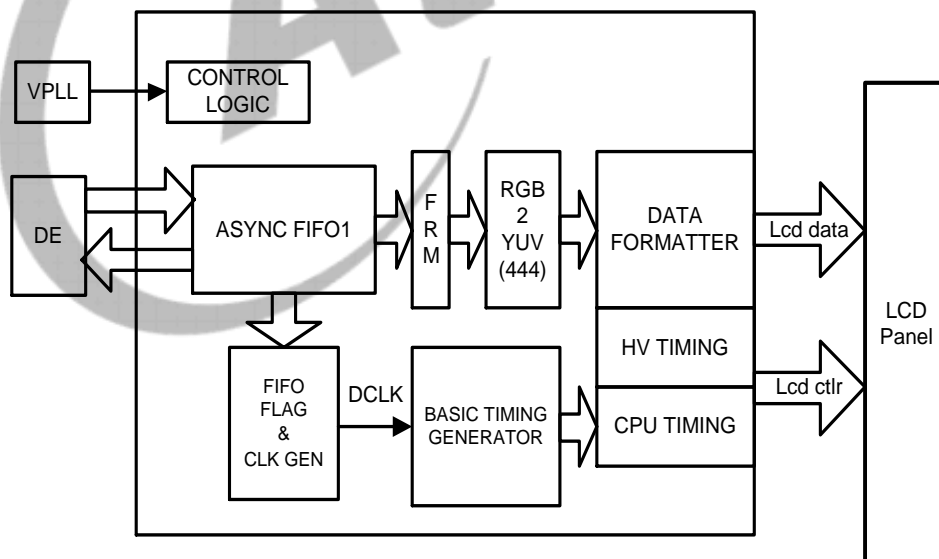 VPLL
CONTROL
LOGIC
DE
ASYNC FIFO1
F
R
M
RGB
2
YUV
(444)
DATA
FORMATTER
Lcd data
HV TIMING
CPU TIMING
Lcd ctlr
LCD
Panel
FIFO
FLAG
&
CLK GEN
DCLK
BASIC TIMING
GENERATOR